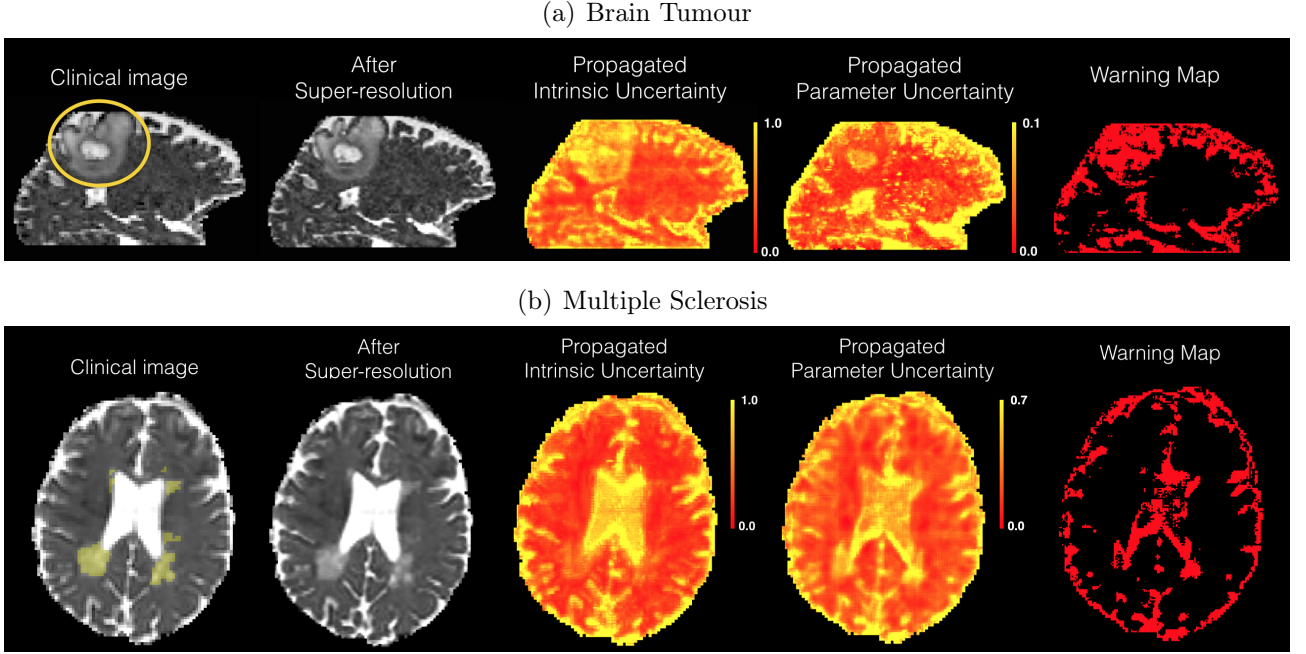 (a) Brain Tumour
Clinical image
After
Super-resolution
Propagated
Intrinsic Uncertainty
Propagated
Parameter Uncertainty
Warning Map
1.0
0.0
0.1
0.0
(b) Multiple Sclerosis
Clinical image
After
Super-resolution
Propagated
Intrinsic Uncertainty
Propagated
Parameter Uncertainty
Warning Map
1.0
0.0
0.7
0.0